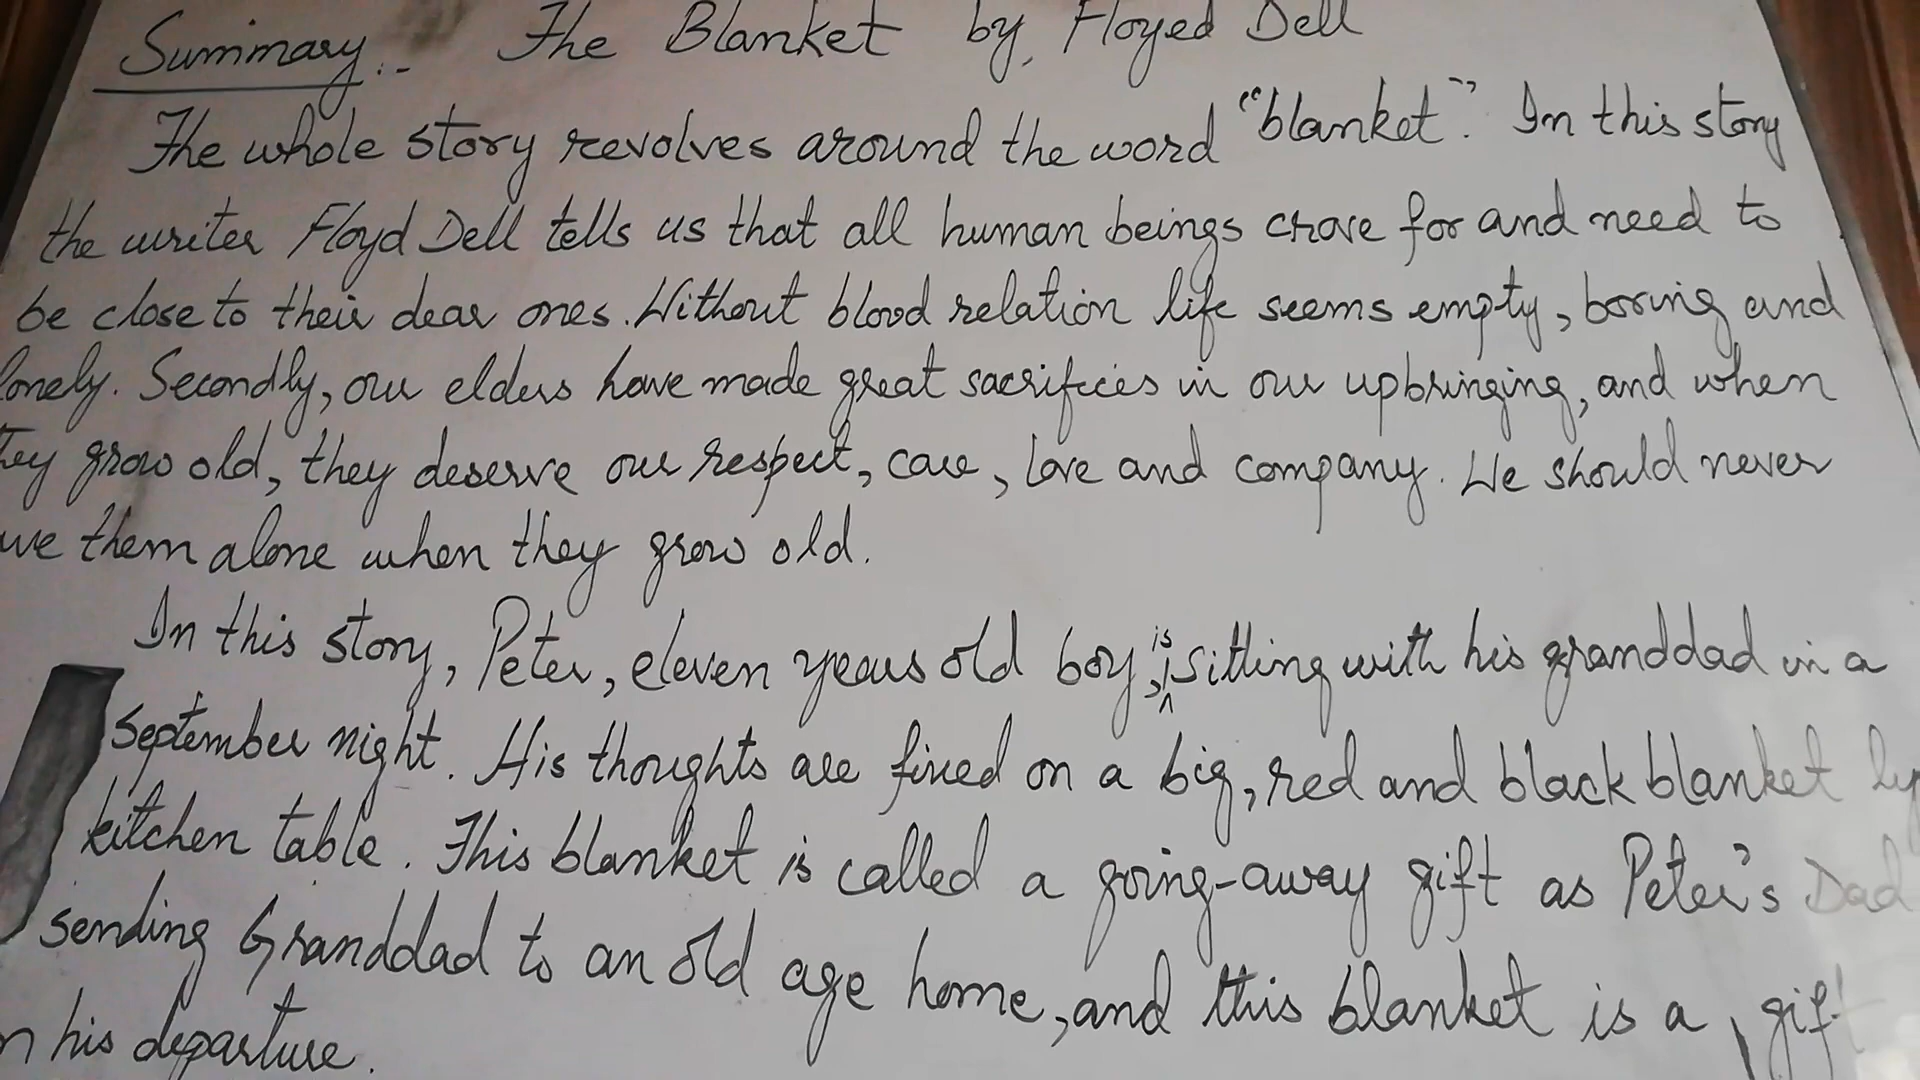 Summary:- The Blanket by, Floyed Dell
The whole story revolves around the word "blanket". In this story
the writer Floyd Dell tells us that all human beings crave for and need to
be close to their dear ones. Without blood relation life seems empty, boring and
lonely. Secondly, our elders have made great sacrifices in our upbringing, and when
they grow old, they deserve our respect, care, love and company. We should never
them alone when they grow old.
In this story, Peter, eleven years old boy, is sitting with his granddad in a
September night. His thoughts are fixed on a big, red and black blanket
kitchen table. This blanket is called a going-away gift as Peter's Dad
sending Granddad to an old age home, and this blanket is a gift
his departure.